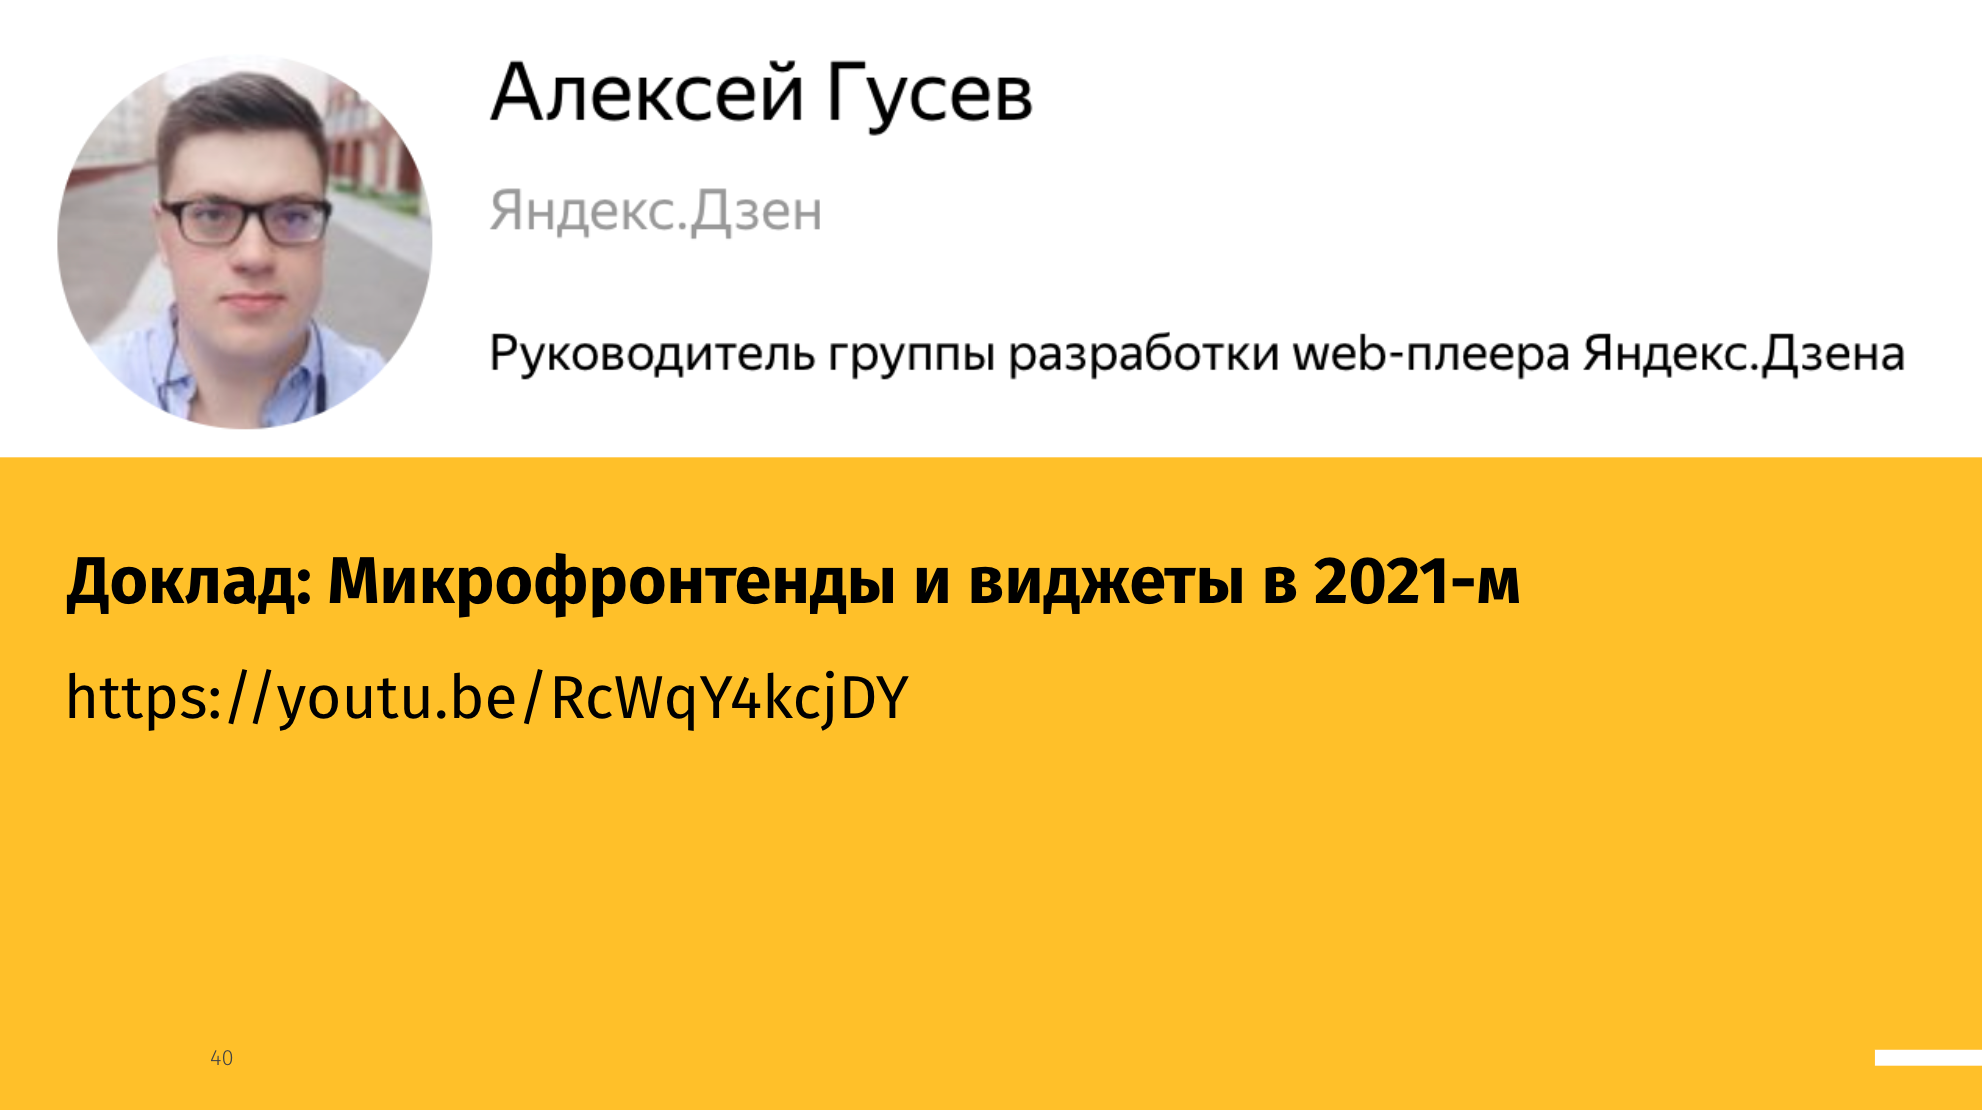 Алексей Гусев
Яндекс.Дзен
Руководитель группы разработки web-плеера Яндекс.Дзена
Доклад: Микрофронтенды и виджеты в 2021-м
https://youtu.be/RcWqY4kcjDY
40